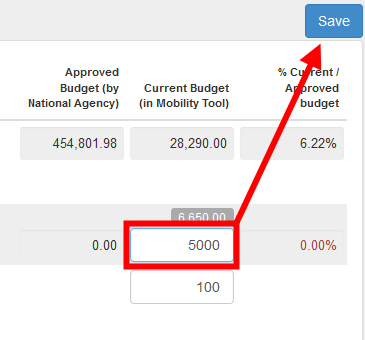 Save
Approved
Budget (by
National Agency)
Current Budget
(in Mobility Tool)
% Current /
Approved
budget
454,801.98 28,290.00 6.22%
6,650.00
0.00 5000 0.00%
100